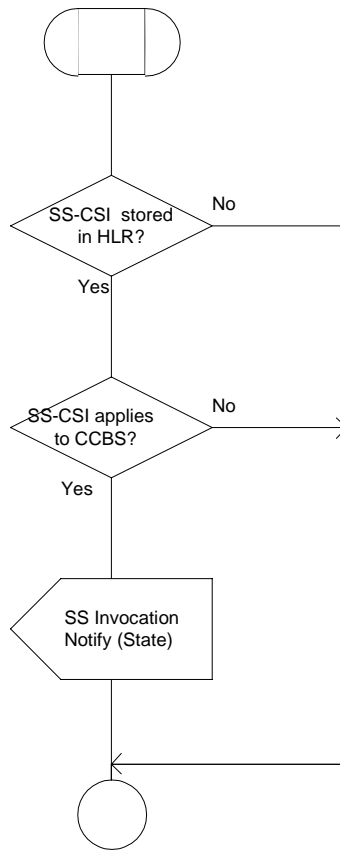 SS-CSI stored
in HLR?
No
Yes
SS-CSI applies
to CCBS?
No
Yes
SS Invocation
Notify (State)